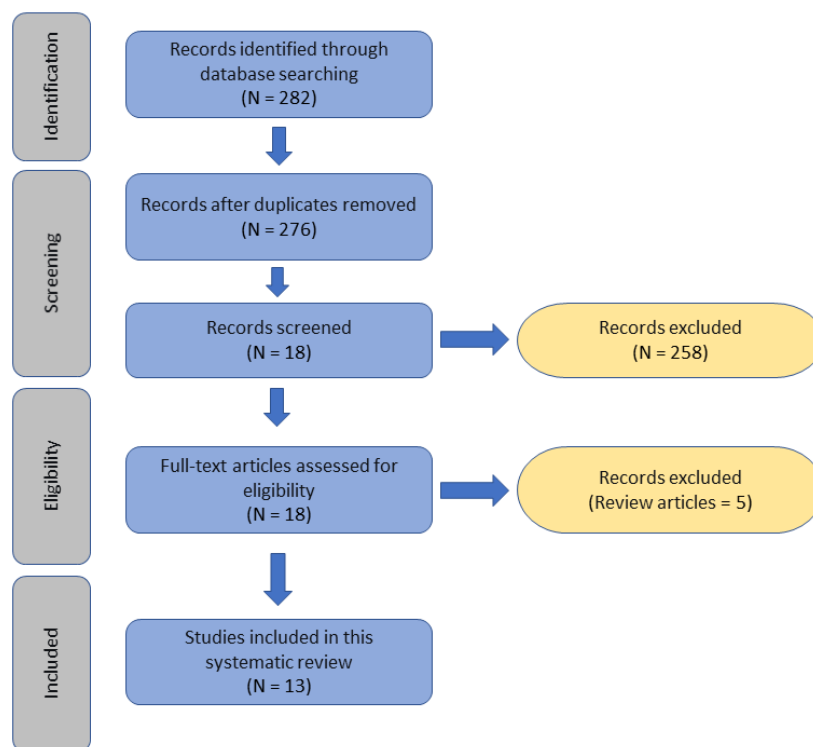 Identification
Records identified through
database searching
(N = 282)
Screening
Records after duplicates removed
(N = 276)
Records screened
(N = 18)
Records excluded
(N = 258)
Eligibility
Full-text articles assessed for
eligibility
(N = 18)
Records excluded
(Review articles = 5)
Included
Studies included in this
systematic review
(N = 13)